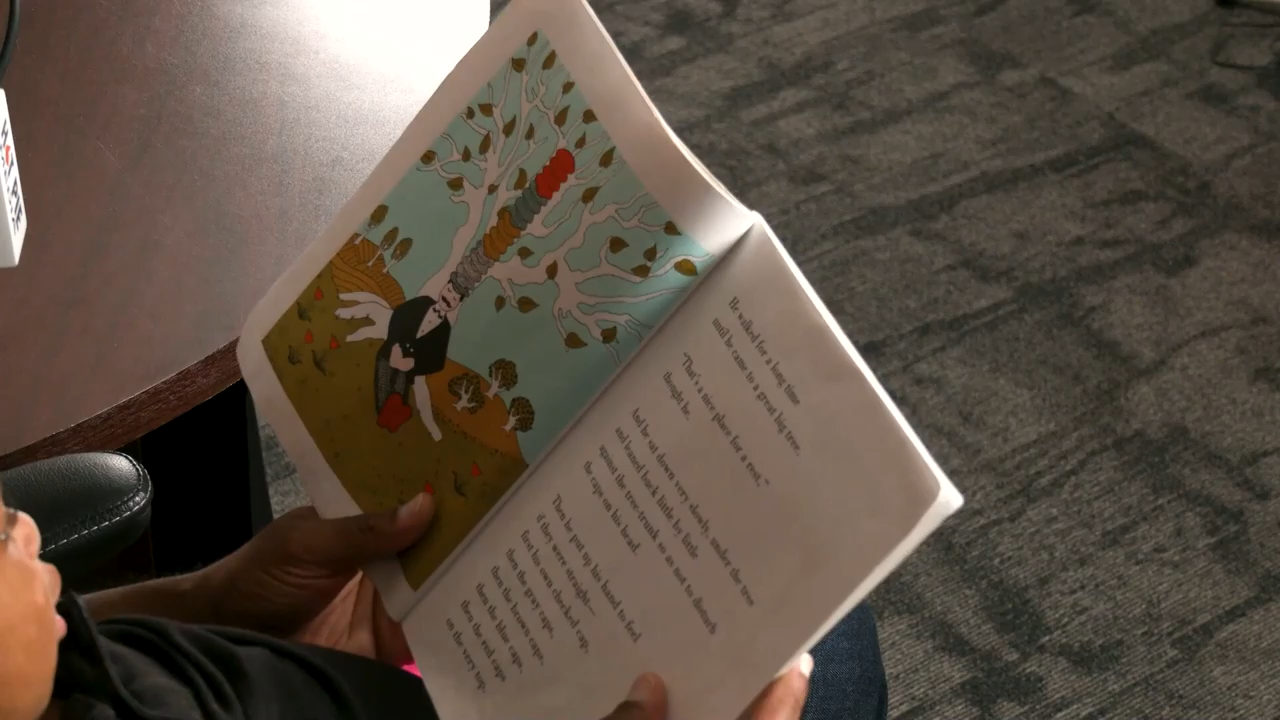 HOT PIE
He walked for a long time
until he came to a great big tree.
"That's a nice place for a rest,"
thought he.
And he sat down very slowly, under the tree
and leaned back little by little
against the tree-trunk so as not to disturb
the caps on his head.
Then he put up his hand to feel
if they were straight—
first his own checked cap,
then the gray caps,
then the brown caps,
then the blue caps,
then the red caps
on the very top.